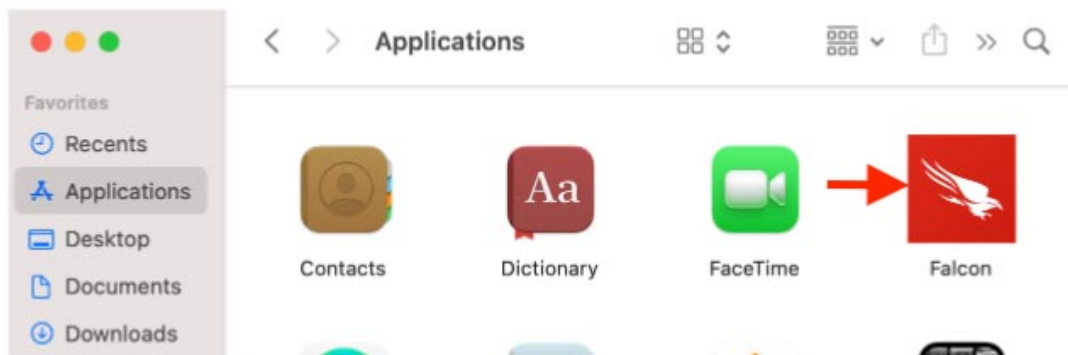 Applications
Favorites
Recents
Applications
Desktop
Documents
Downloads
Aa
Contacts
Dictionary
FaceTime
Falcon